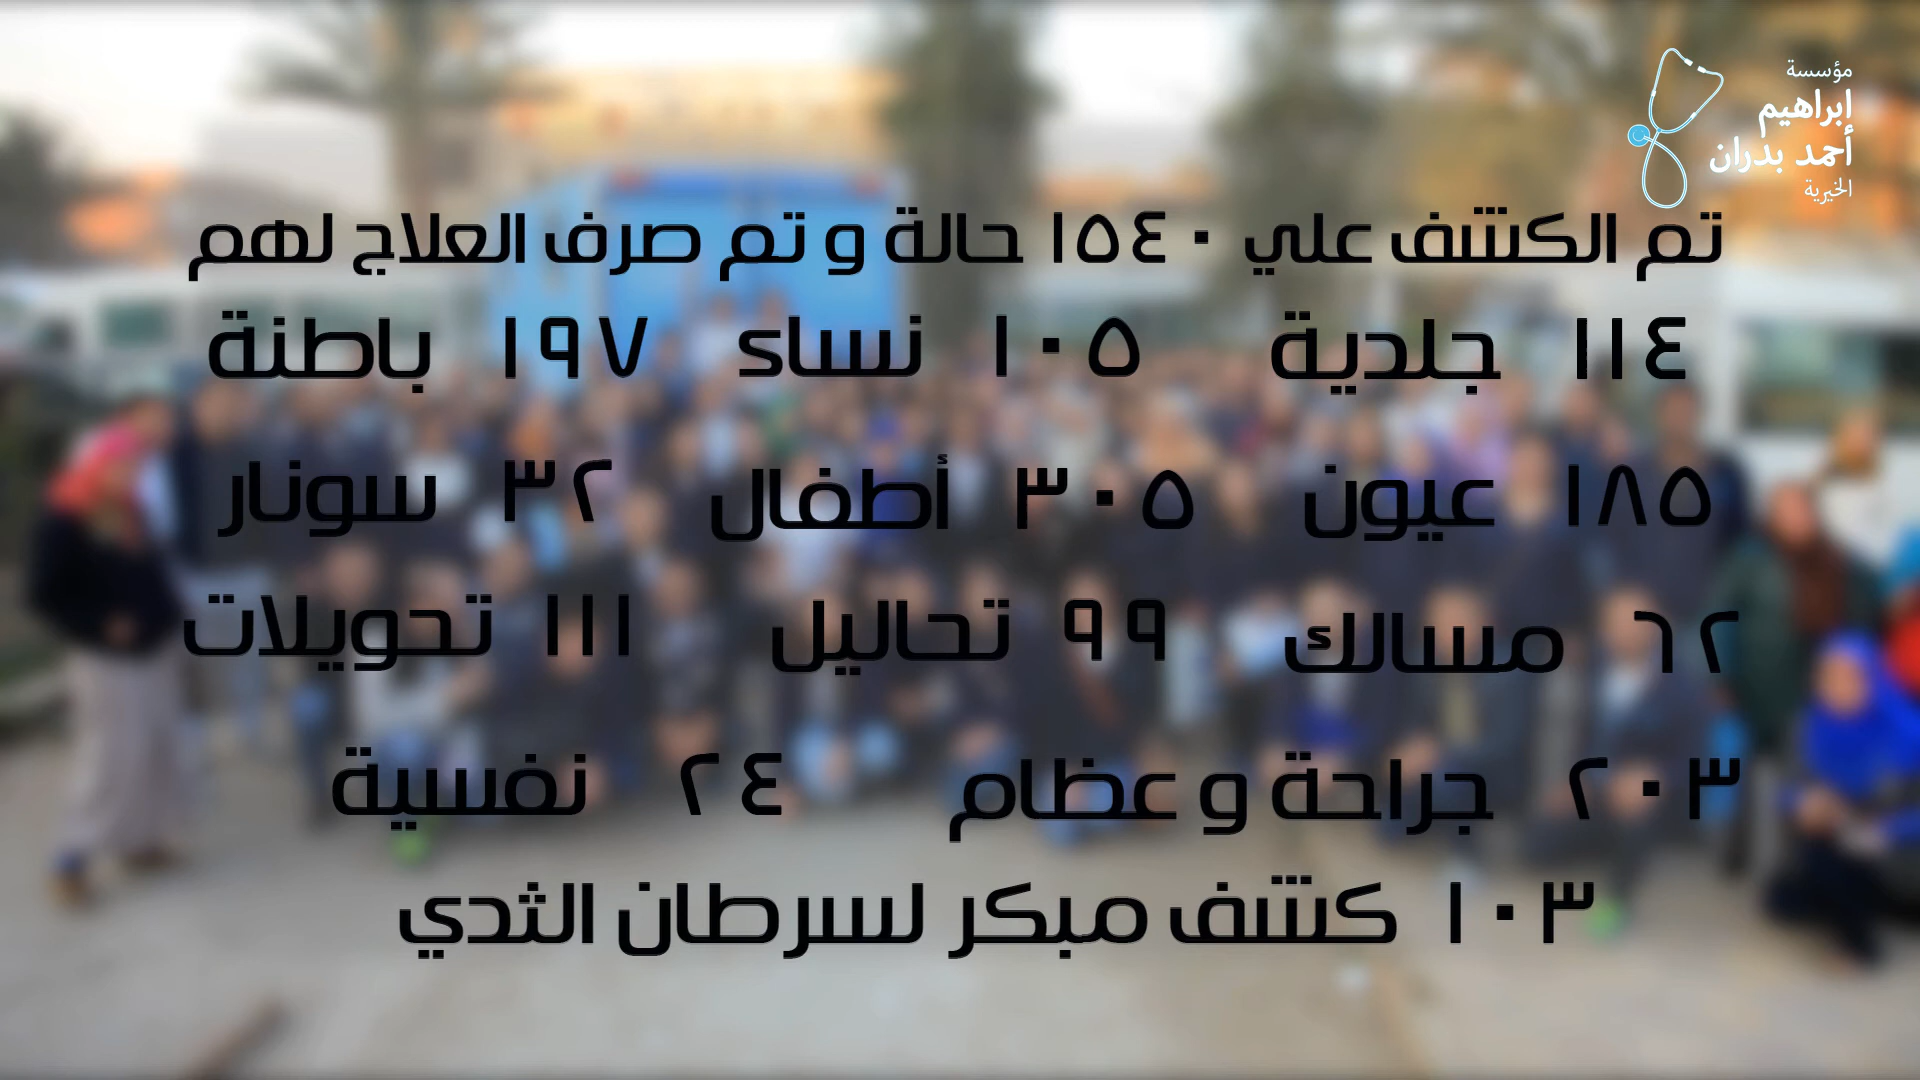 مؤسسة
ابراهيم
أحمد بدران
الخيرية
تم الكشف علي ١٥٤٠ حالة و تم صرف العلاج لهم
١١٤ جلدية ١٠٥ نساء ١٩٧ باطنة
١٨٥ عيون ٣٠٥ أطفال ٣٢ سونار
٦٢ مسالك ٩٩ تحاليل ١١١ تحويلات
٢٠٣ جراحة و عظام ٢٤ نفسية
١٠٣ كشف مبكر لسرطان الثدي